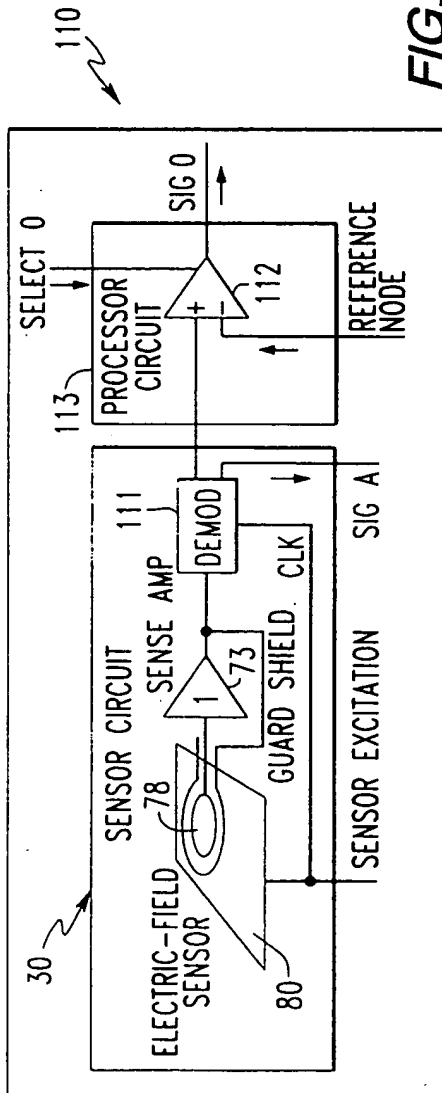 110
FIG.
SELECT 0
113
PROCESSOR
CIRCUIT
SIG 0
+
−
112
REFERENCE
NODE
30
SENSOR CIRCUIT
SENSE AMP
111
DEMOD
78
1
73
ELECTRIC-FIELD
SENSOR
GUARD SHIELD
CLK
SIG A
80
SENSOR EXCITATION